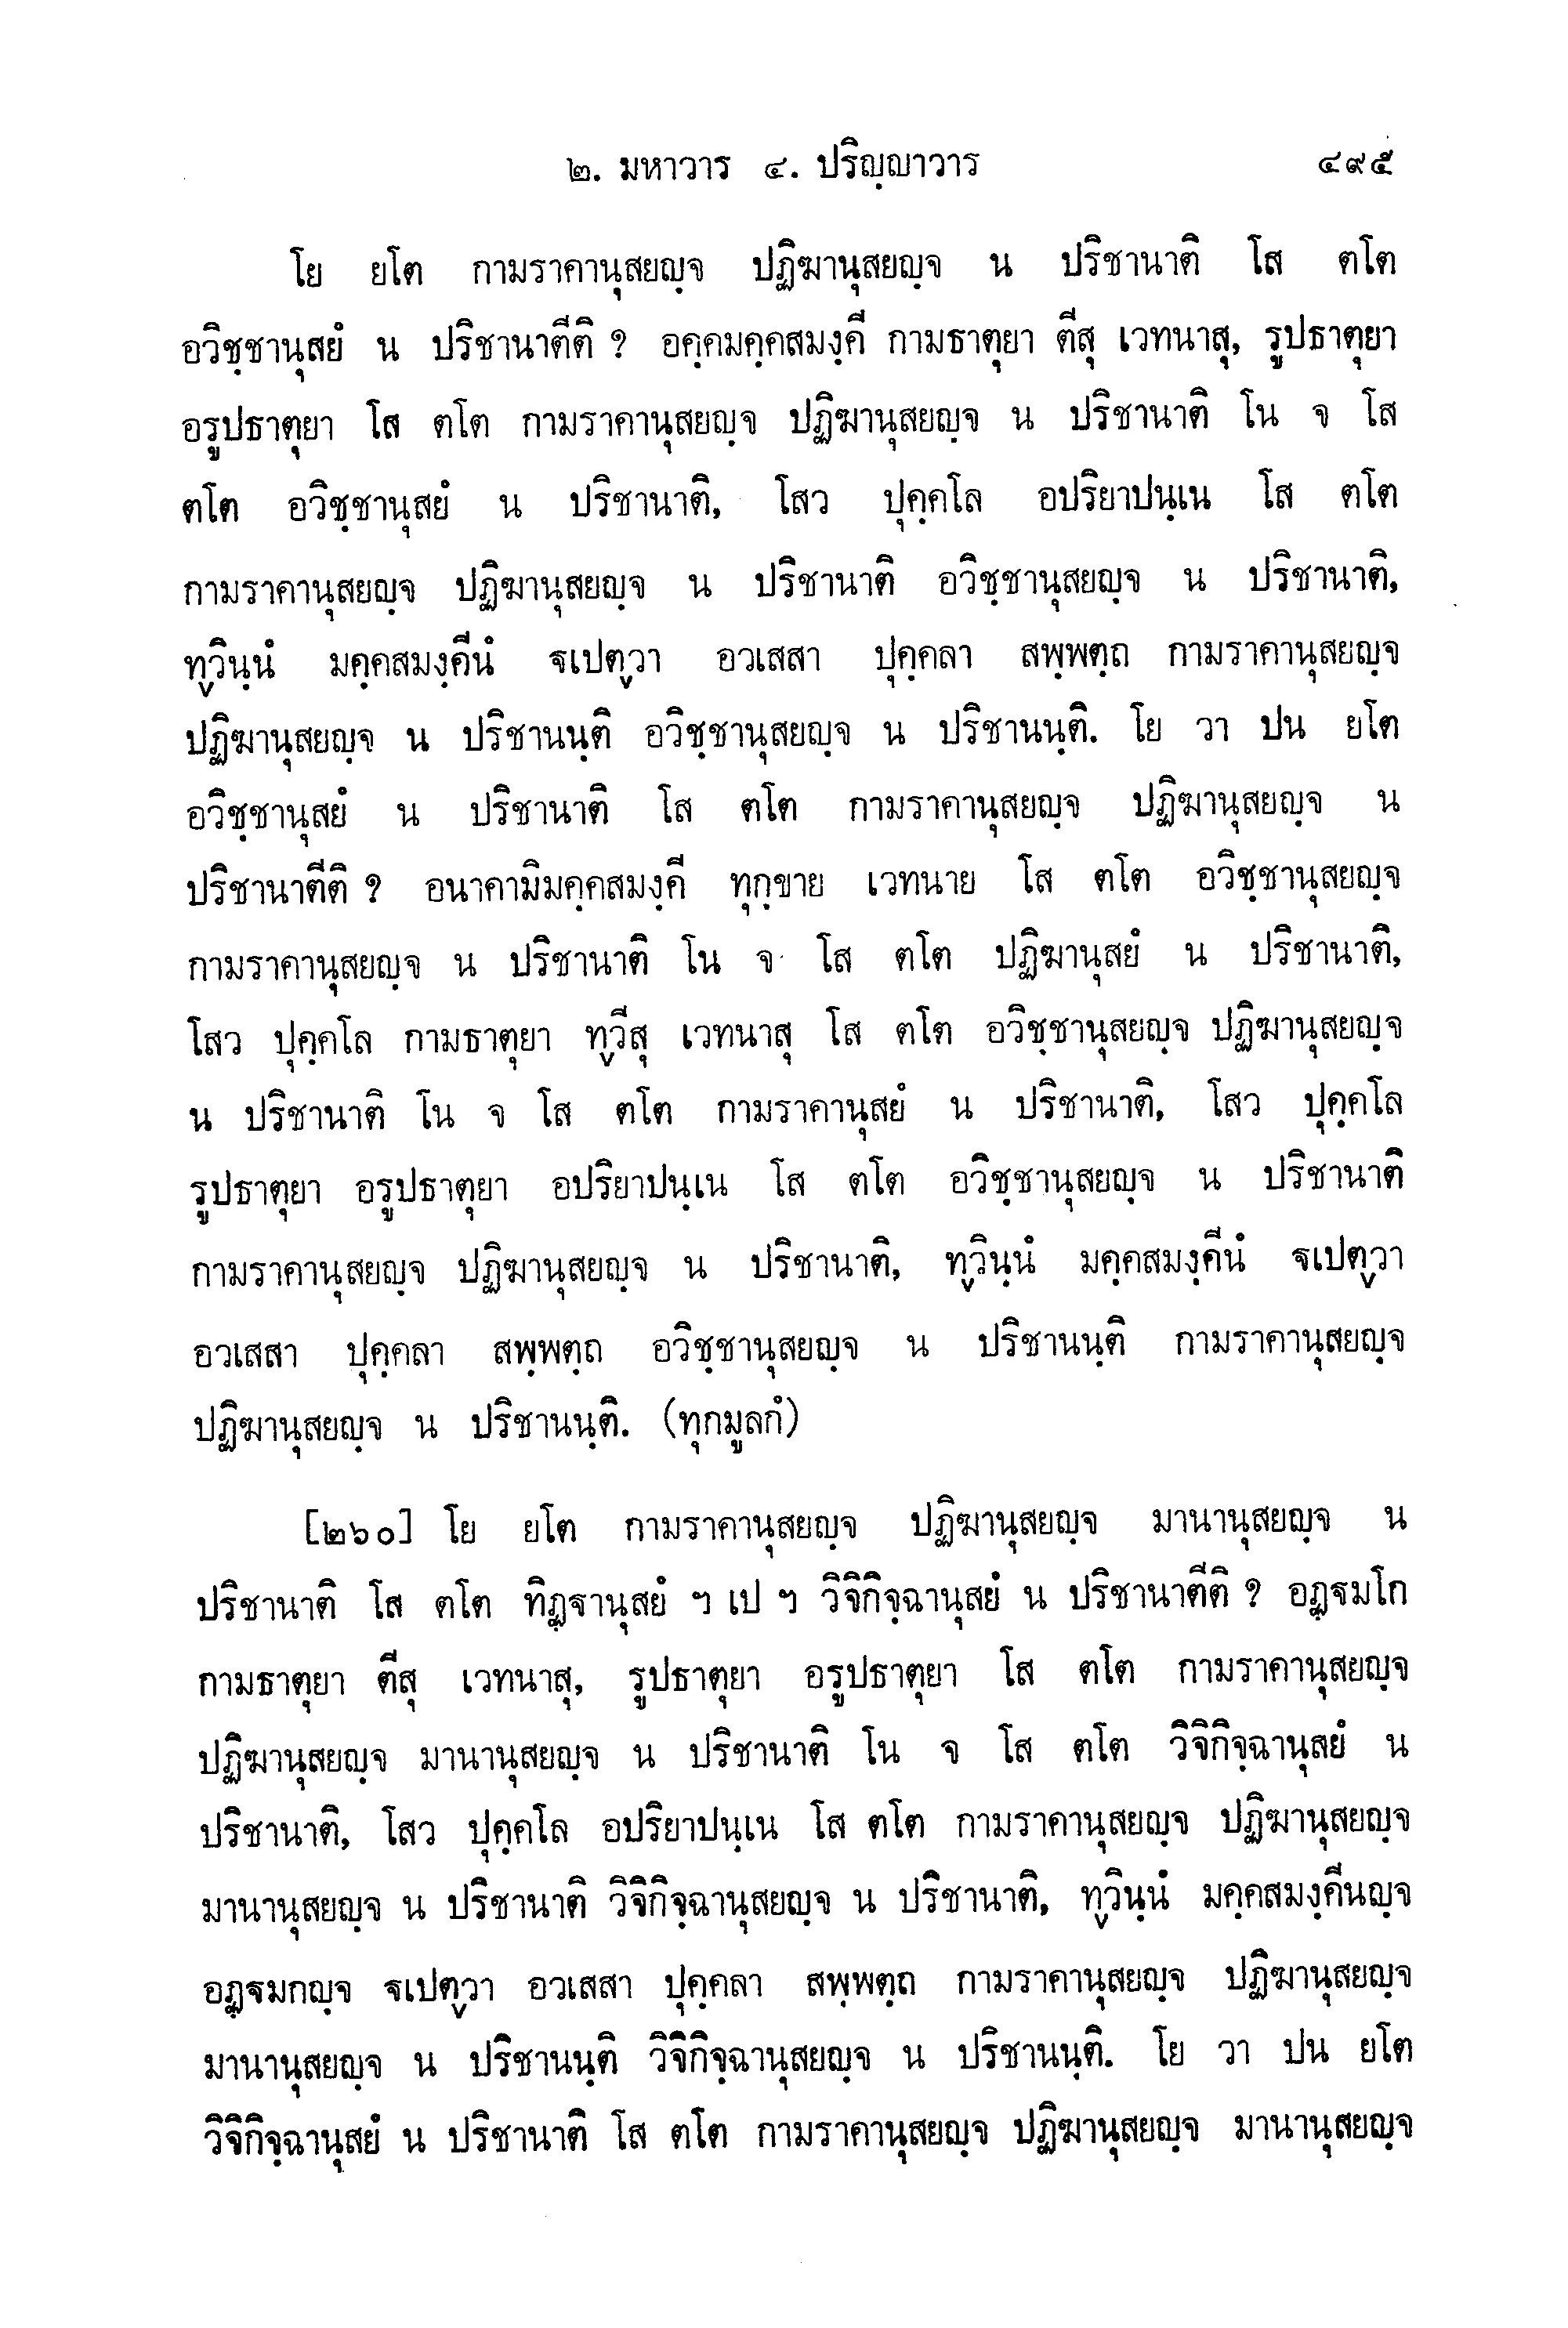 ๒. มหาวาร ๔. ปริญฺญาวาร ๔๙๕
โย ยโต กามราคานุสยญฺจ ปฏิฆานุสยญฺจ น ปริชานาติ โส ตโต
อวิชฺชานุสยํ น ปริชานาตีติ ? อคฺคมคฺคสมงฺคี กามธาตุยา ตีสุ เวทนาสุ, รูปธาตุยา
อรูปธาตุยา โส ตโต กามราคานุสยญฺจ ปฏิฆานุสยญฺจ น ปริชานาติ โน จ โส
ตโต อวิชฺชานุสยํ น ปริชานาติ, โสว ปุคฺคโล อปริยาปนฺเน โส ตโต
กามราคานุสยญฺจ ปฏิฆานุสยญฺจ น ปริชานาติ อวิชฺชานุสยญฺจ น ปริชานาติ,
ทฺวินฺนํ มคฺคสมงฺคีนํ ฐเปตฺวา อวเสสา ปุคฺคลา สพฺพตฺถ กามราคานุสยญฺจ
ปฏิฆานุสยญฺจ น ปริชานนฺติ อวิชฺชานุสยญฺจ น ปริชานนฺติ. โย วา ปน ยโต
อวิชฺชานุสยํ น ปริชานาติ โส ตโต กามราคานุสยญฺจ ปฏิฆานุสยญฺจ น
ปริชานาตีติ ? อนาคามิมคฺคสมงฺคี ทุกฺขาย เวทนาย โส ตโต อวิชฺชานุสยญฺจ
กามราคานุสยญฺจ น ปริชานาติ โน จ โส ตโต ปฏิฆานุสยํ น ปริชานาติ,
โสว ปุคฺคโล กามธาตุยา ทฺวีสุ เวทนาสุ โส ตโต อวิชฺชานุสยญฺจ ปฏิฆานุสยญฺจ
น ปริชานาติ โน จ โส ตโต กามราคานุสยํ น ปริชานาติ, โสว ปุคฺคโล
รูปธาตุยา อรูปธาตุยา อปริยาปนฺเน โส ตโต อวิชฺชานุสยญฺจ น ปริชานาติ
กามราคานุสยญฺจ ปฏิฆานุสยญฺจ น ปริชานาติ, ทฺวินฺนํ มคฺคสมงฺคีนํ ฐเปตฺวา
อวเสสา ปุคฺคลา สพฺพตฺถ อวิชฺชานุสยญฺจ น ปริชานนฺติ กามราคานุสยญฺจ
ปฏิฆานุสยญฺจ น ปริชานนฺติ. (ทุกมูลกํ)
[๒๖๐] โย ยโต กามราคานุสยญฺจ ปฏิฆานุสยญฺจ มานานุสยญฺจ น
ปริชานาติ โส ตโต ทิฏฺฐานุสยํ ฯ เป ฯ วิจิกิจฺฉานุสยํ น ปริชานาตีติ ? อฏฺฐมโก
กามธาตุยา ตีสุ เวทนาสุ, รูปธาตุยา อรูปธาตุยา โส ตโต กามราคานุสยญฺจ
ปฏิฆานุสยญฺจ มานานุสยญฺจ น ปริชานาติ โน จ โส ตโต วิจิกิจฺฉานุสยํ น
ปริชานาติ, โสว ปุคฺคโล อปริยาปนฺเน โส ตโต กามราคานุสยญฺจ ปฏิฆานุสยญฺจ
มานานุสยญฺจ น ปริชานาติ วิจิกิจฺฉานุสยญฺจ น ปริชานาติ, ทฺวินฺนํ มคฺคสมงฺคีนญฺจ
อฏฺฐมกญฺจ ฐเปตฺวา อวเสสา ปุคฺคลา สพฺพตฺถ กามราคานุสยญฺจ ปฏิฆานุสยญฺจ
มานานุสยญฺจ น ปริชานนฺติ วิจิกิจฺฉานุสยญฺจ น ปริชานนฺติ. โย วา ปน ยโต
วิจิกิจฺฉานุสยํ น ปริชานาติ โส ตโต กามราคานุสยญฺจ ปฏิฆานุสยญฺจ มานานุสยญฺจ